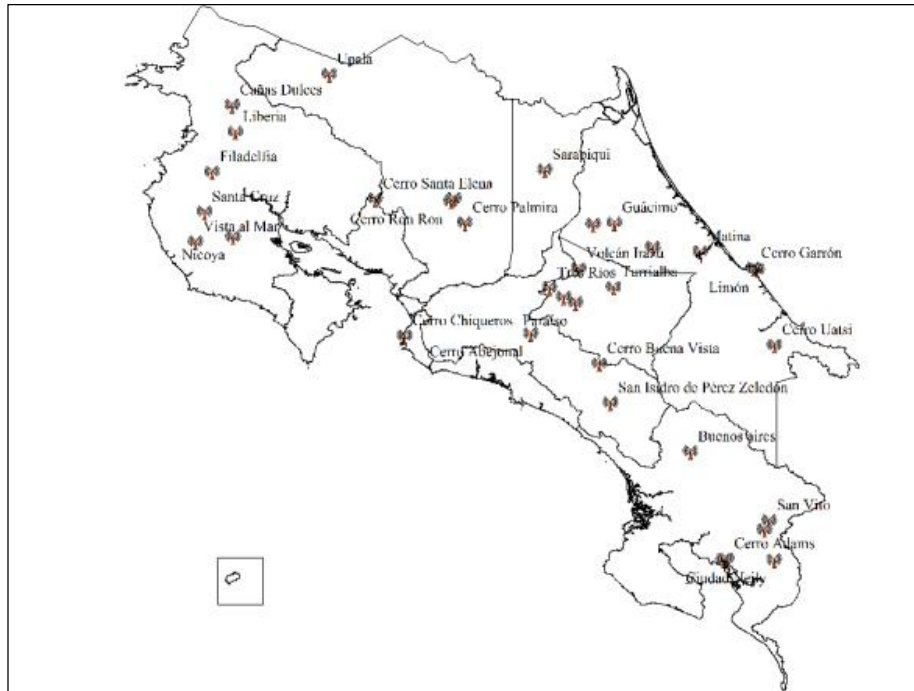 Upala
Cañas Dulces
Liberia
Filadelfia
Sarapiqui
Cerro Santa Elena
Santa Cruz
Cerro Palmira
Guácimo
Cerro Ron Ron
Vista al Mar
Nicoya
Matina
Volcán Irazú
Cerro Garrón
Tres Rios
Turrialba
Limón
Cerro Chiqueros
Paraíso
Cerro Uatsi
Cerro Abejonal
Cerro Buena Vista
San Isidro de Pérez Zeledón
Buenos aires
San Vito
Cerro Adams
Ciudad Neily